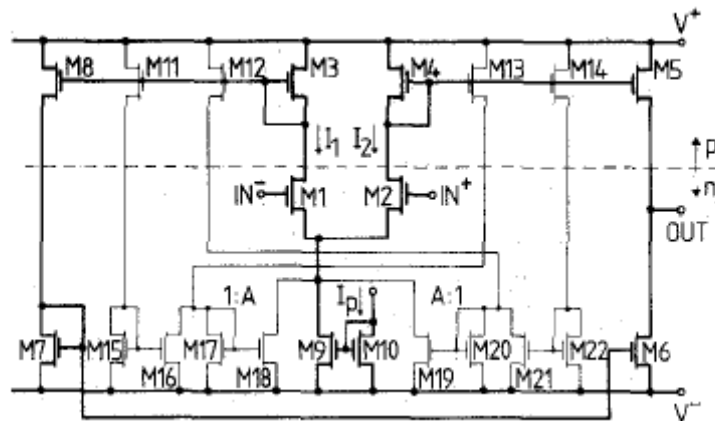 V+
M8 M11 M12 M3 M4 M13 M14 M5
I1 I2
p
n
IN- M1 M2 IN+
OUT
1:A Ip A:1
M7 M15 M17 M9 M10 M20 M22 M6
M16 M18 M19 M21
V-